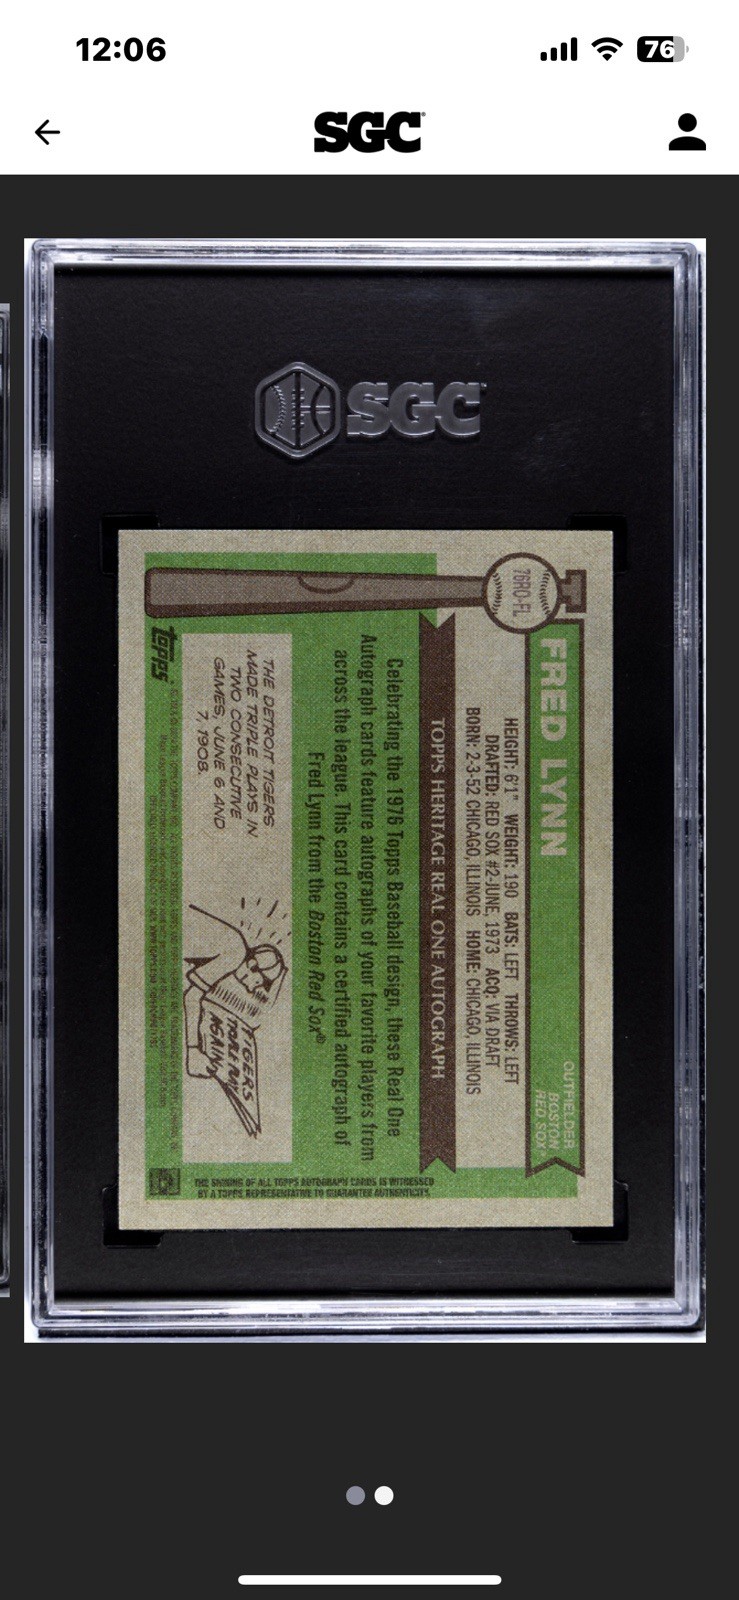 12:06
76
SGC
SGC
76RO-FL
FRED LYNN
OUTFIELDER
BOSTON
RED SOX®
HEIGHT: 6'1" WEIGHT: 190 BATS: LEFT THROWS: LEFT
DRAFTED: RED SOX #2-JUNE, 1973 ACQ: VIA DRAFT
BORN: 2-3-52 CHICAGO, ILLINOIS HOME: CHICAGO, ILLINOIS
TOPPS HERITAGE REAL ONE AUTOGRAPH
Celebrating the 1976 Topps Baseball design, these Real One
Autograph cards feature autographs of your favorite players from
across the league. This card contains a certified autograph of
Fred Lynn from the Boston Red Sox®
THE DETROIT TIGERS
MADE TRIPLE PLAYS IN
TWO CONSECUTIVE
GAMES, JUNE 6 AND
7, 1908.
TIGERS
TRIPLE PLAY
AGAIN
THE SIGNING OF ALL TOPPS AUTOGRAPH CARDS IS WITNESSED
BY A TOPPS REPRESENTATIVE TO GUARANTEE AUTHENTICITY.
topps